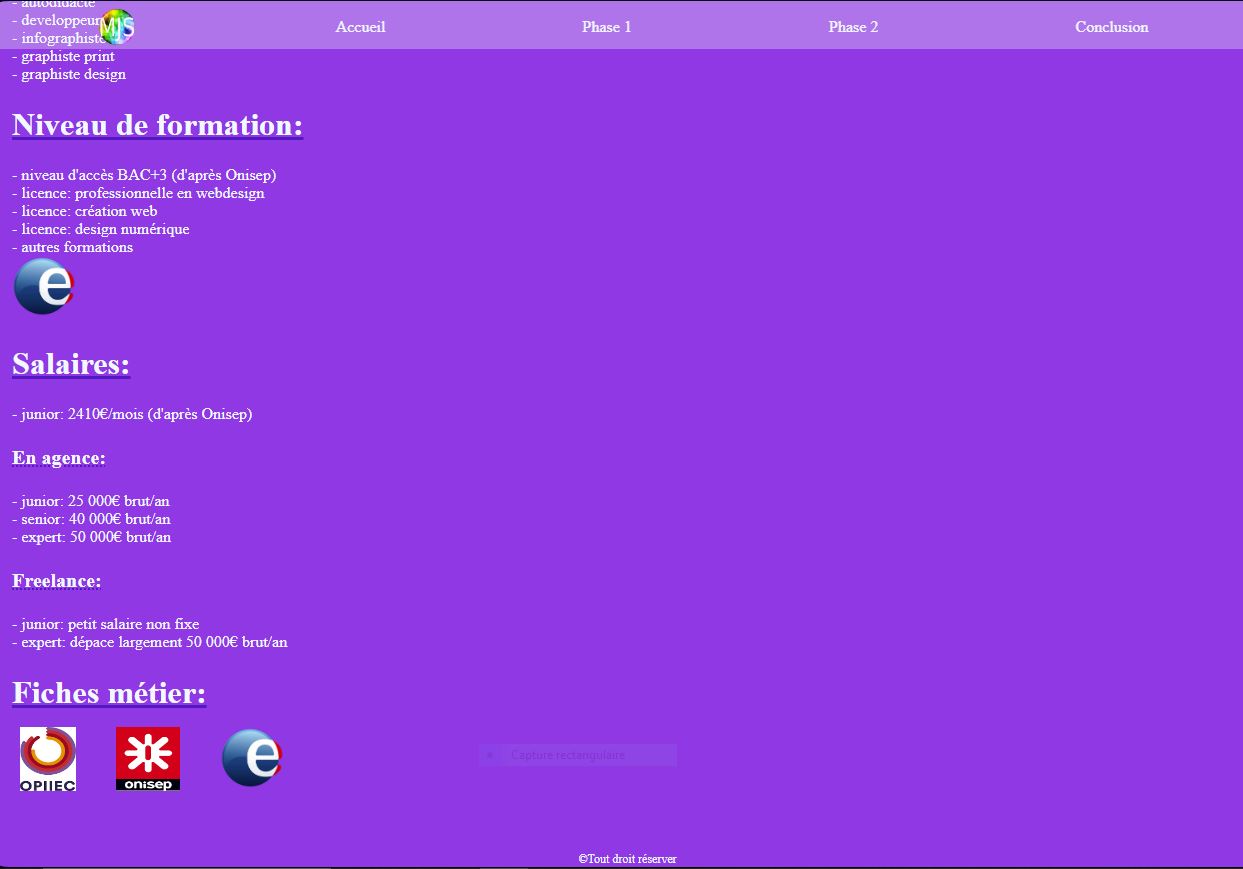 - autodidacte
- developpeur
MJS
Accueil
Phase 1
Phase 2
Conclusion
- infographiste
- graphiste print
- graphiste design
Niveau de formation:
- niveau d'accès BAC+3 (d'après Onisep)
- licence: professionnelle en webdesign
- licence: création web
- licence: design numérique
- autres formations
e
Salaires:
- junior: 2410€/mois (d'après Onisep)
En agence:
- junior: 25 000€ brut/an
- senior: 40 000€ brut/an
- expert: 50 000€ brut/an
Freelance:
- junior: petit salaire non fixe
- expert: dépace largement 50 000€ brut/an
Fiches métier:
OPIIEC
onisep
e
Capture rectangulaire
©Tout droit réserver